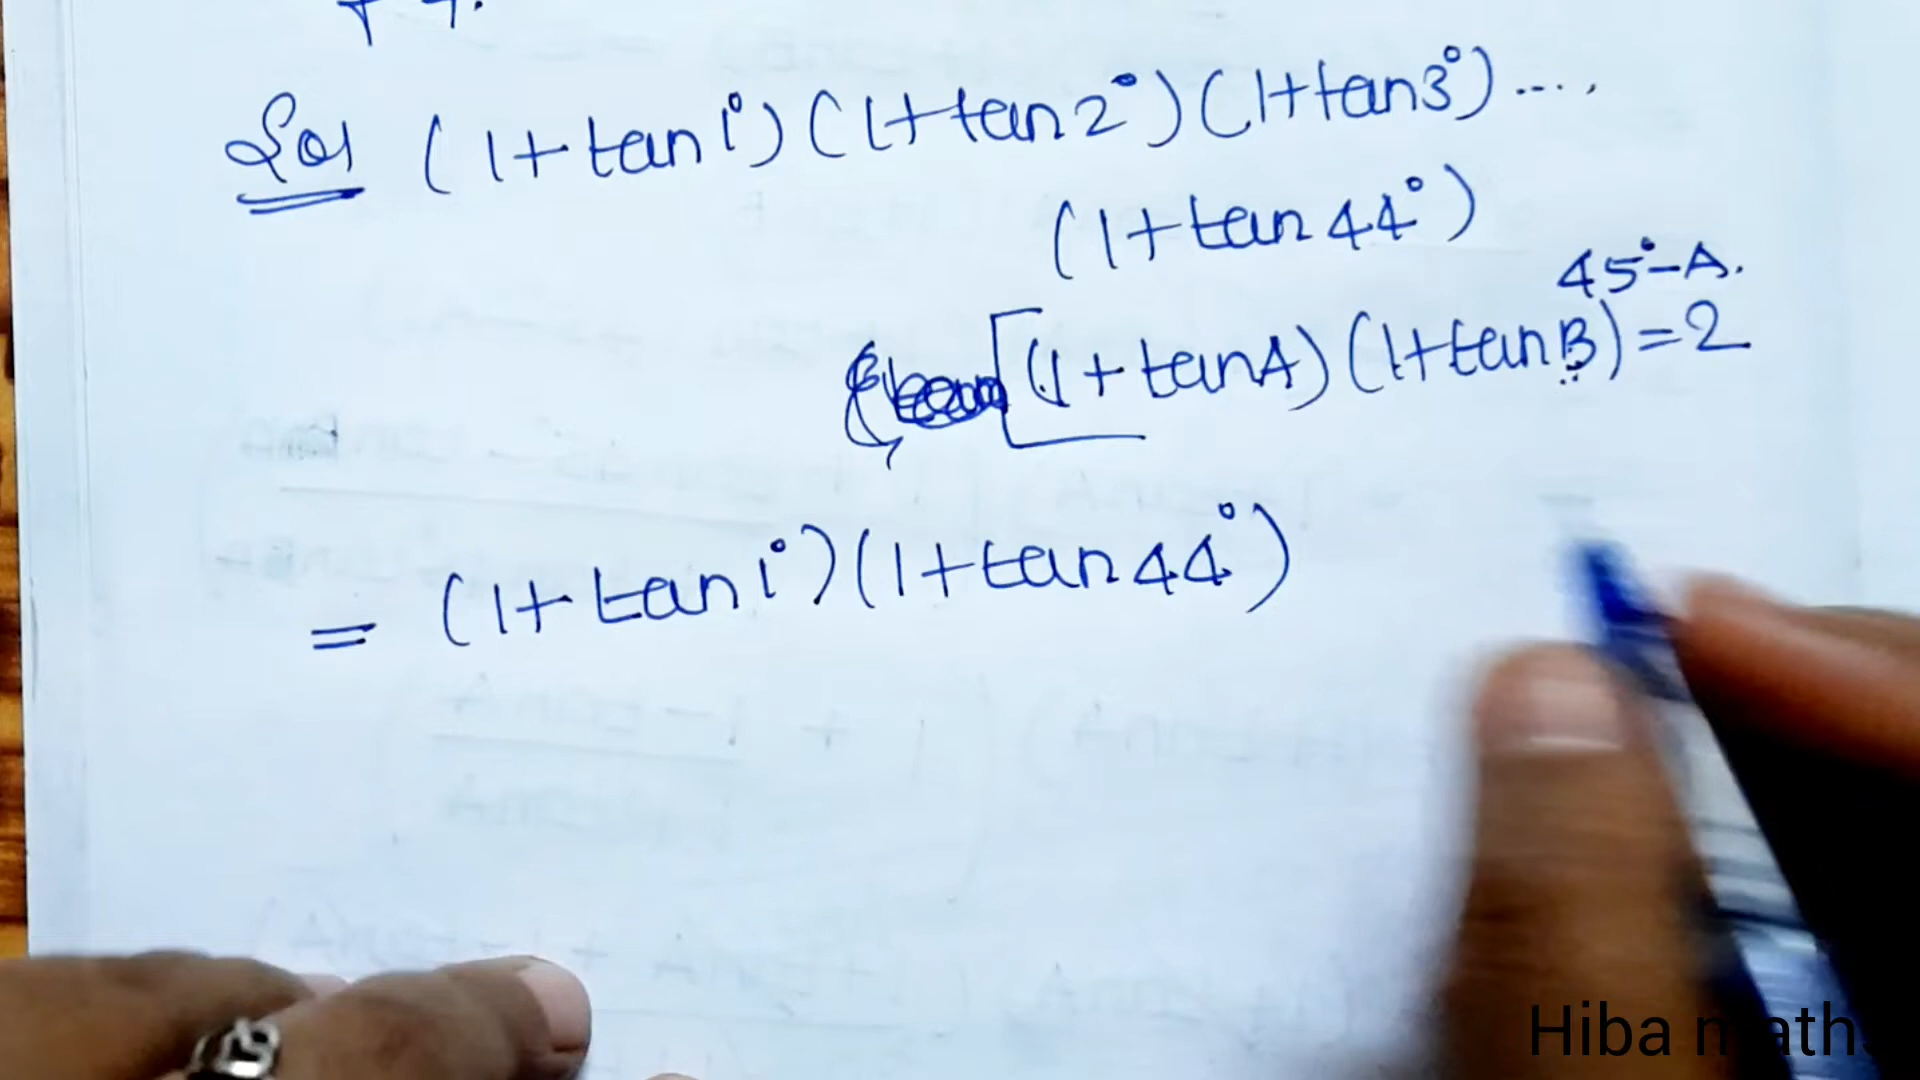 Sol (1+tan1°)(1+tan2°)(1+tan3°)....
(1+tan44°)
45°-A.
[(1+tanA)(1+tanB)=2
= (1+tan1°)(1+tan44°)
Hiba maths